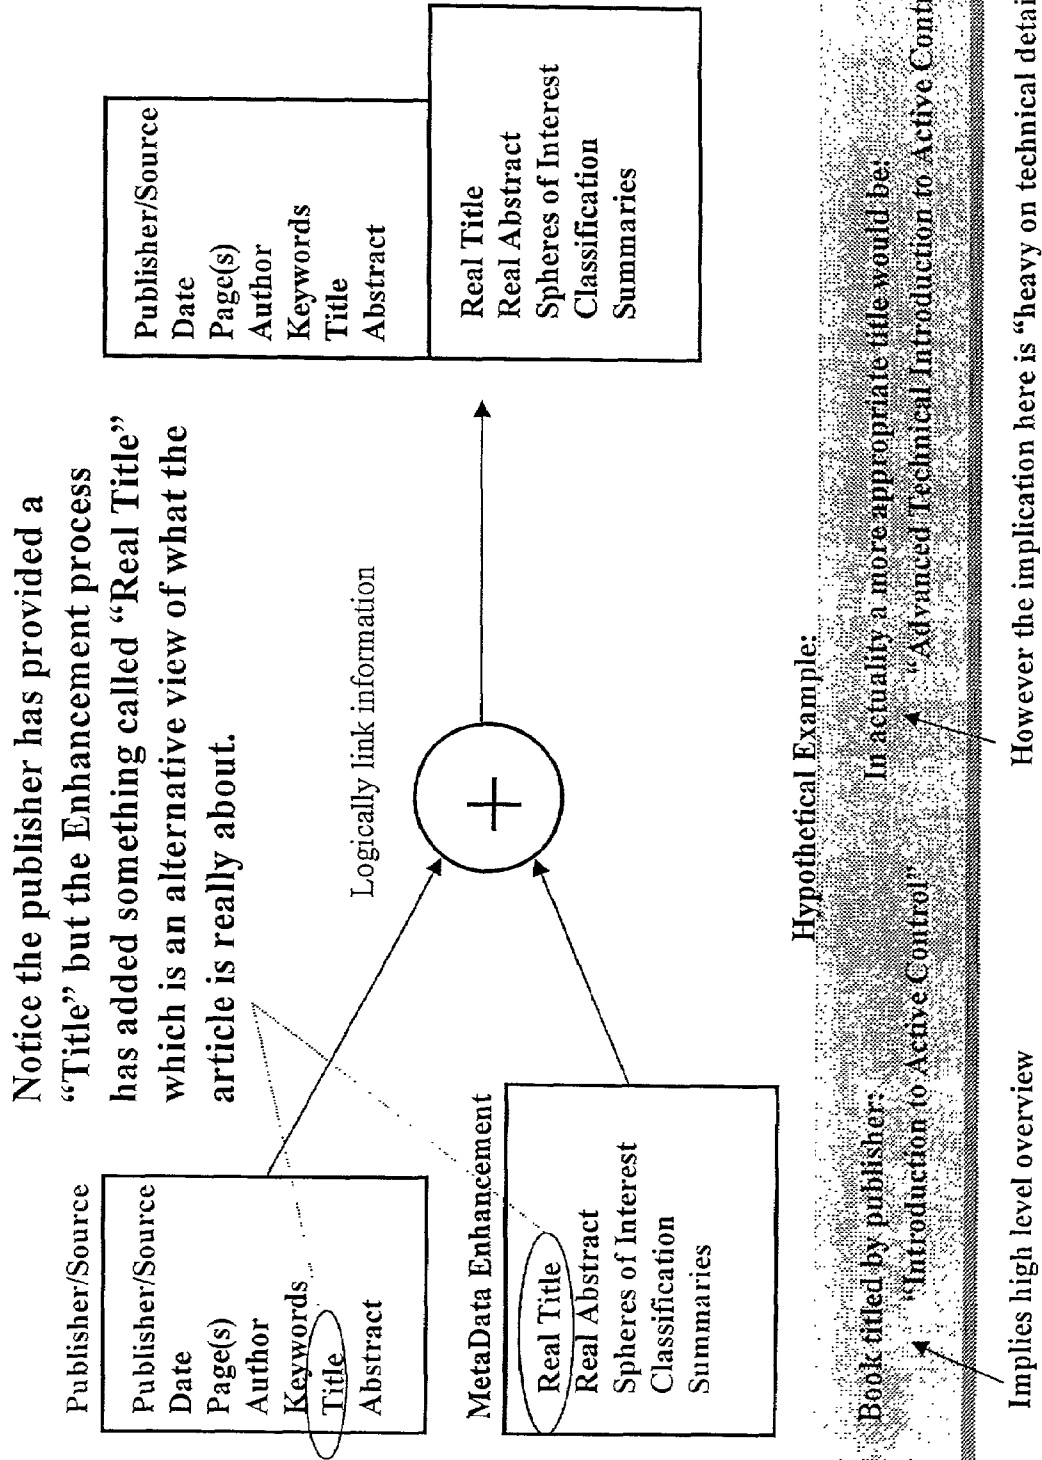 Notice the publisher has provided a
“Title” but the Enhancement process
has added something called “Real Title”
which is an alternative view of what the
article is really about.
Publisher/Source
Publisher/Source
Date
Page(s)
Author
Keywords
Title
Abstract
MetaData Enhancement
Real Title
Real Abstract
Spheres of Interest
Classification
Summaries
Logically link information
+
Publisher/Source
Date
Page(s)
Author
Keywords
Title
Abstract
Real Title
Real Abstract
Spheres of Interest
Classification
Summaries
Hypothetical Example:
Book titled by publisher:
“Introduction to Active Control”
In actuality a more appropriate title would be:
“Advanced Technical Introduction to Active Cont
Implies high level overview
However the implication here is “heavy on technical detai